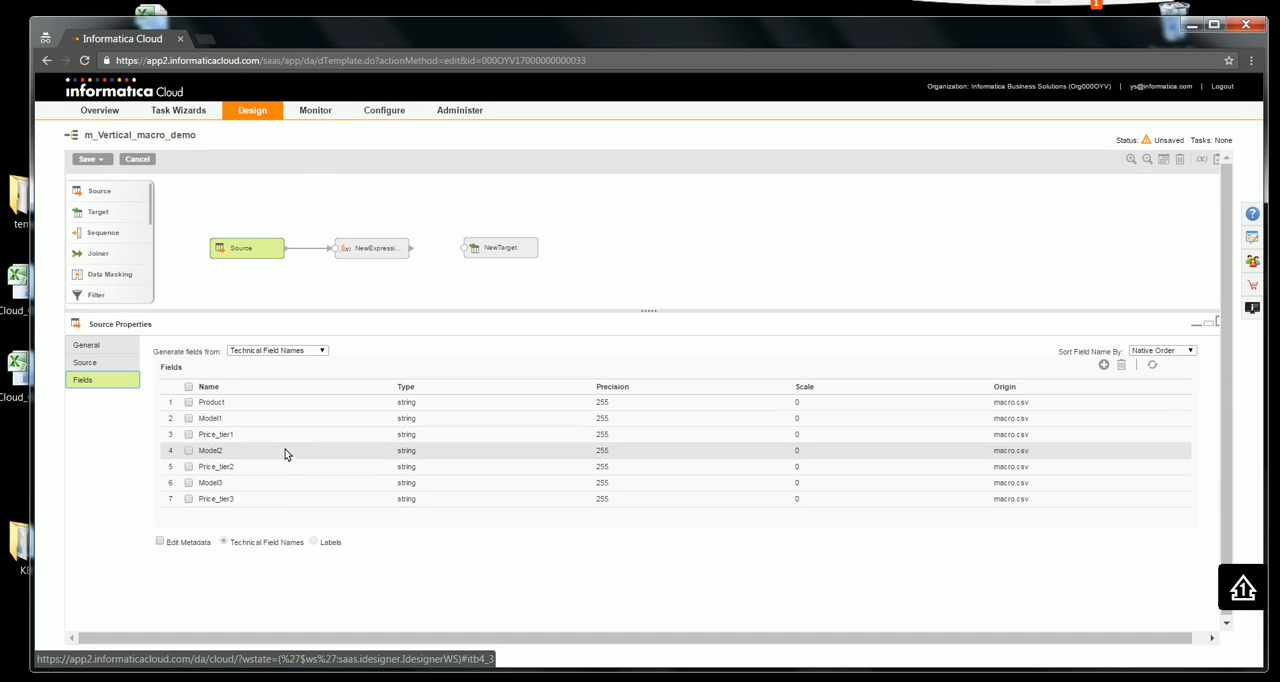 1
Informatica Cloud
https://app2.informaticacloud.com/saas/app/da/dTemplate.do?actionMethod=edit&id=000OYV17000000000033
informatica Cloud
Organization: Informatica Business Solutions (Org000OYV) | ys@informatica.com | Logout
Overview Task Wizards Design Monitor Configure Administer
m_Vertical_macro_demo
Status: Unsaved Tasks: None
Save Cancel
(x)
Source
Target
Sequence
Joiner
Data Masking
Filter
Source
f(x) NewExpressi...
NewTarget
Source Properties
General
Source
Fields
Generate fields from: Technical Field Names
Sort Field Name By: Native Order
Fields
Name Type Precision Scale Origin
1 Product string 255 0 macro.csv
2 Model1 string 255 0 macro.csv
3 Price_tier1 string 255 0 macro.csv
4 Model2 string 255 0 macro.csv
5 Price_tier2 string 255 0 macro.csv
6 Model3 string 255 0 macro.csv
7 Price_tier3 string 255 0 macro.csv
Edit Metadata Technical Field Names Labels
https://app2.informaticacloud.com/da/cloud/?wstate=(%27$ws%27:saas.idesigner.IdesignerWS)#itb4_3
tem
Cloud_
Cloud_
Ki
1